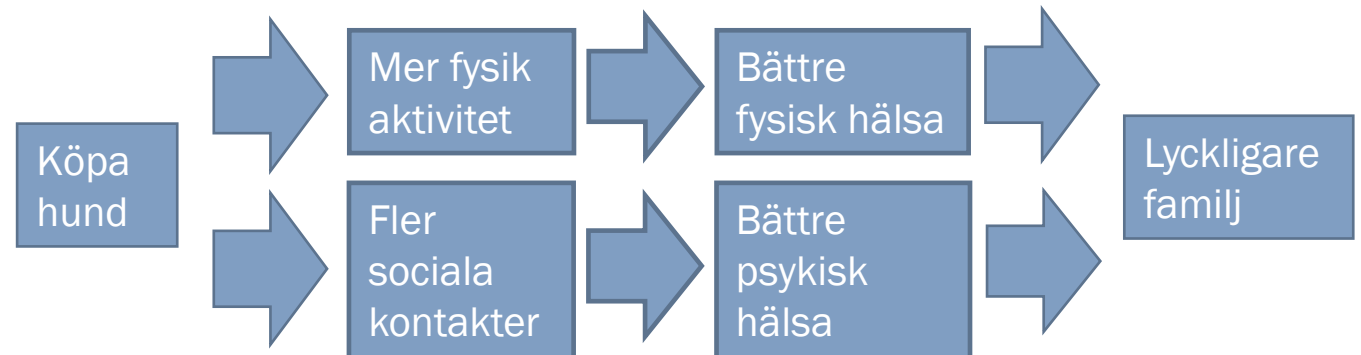 Köpa
hund
Mer fysik
aktivitet
Bättre
fysisk hälsa
Fler
sociala
kontakter
Bättre
psykisk
hälsa
Lyckligare
familj